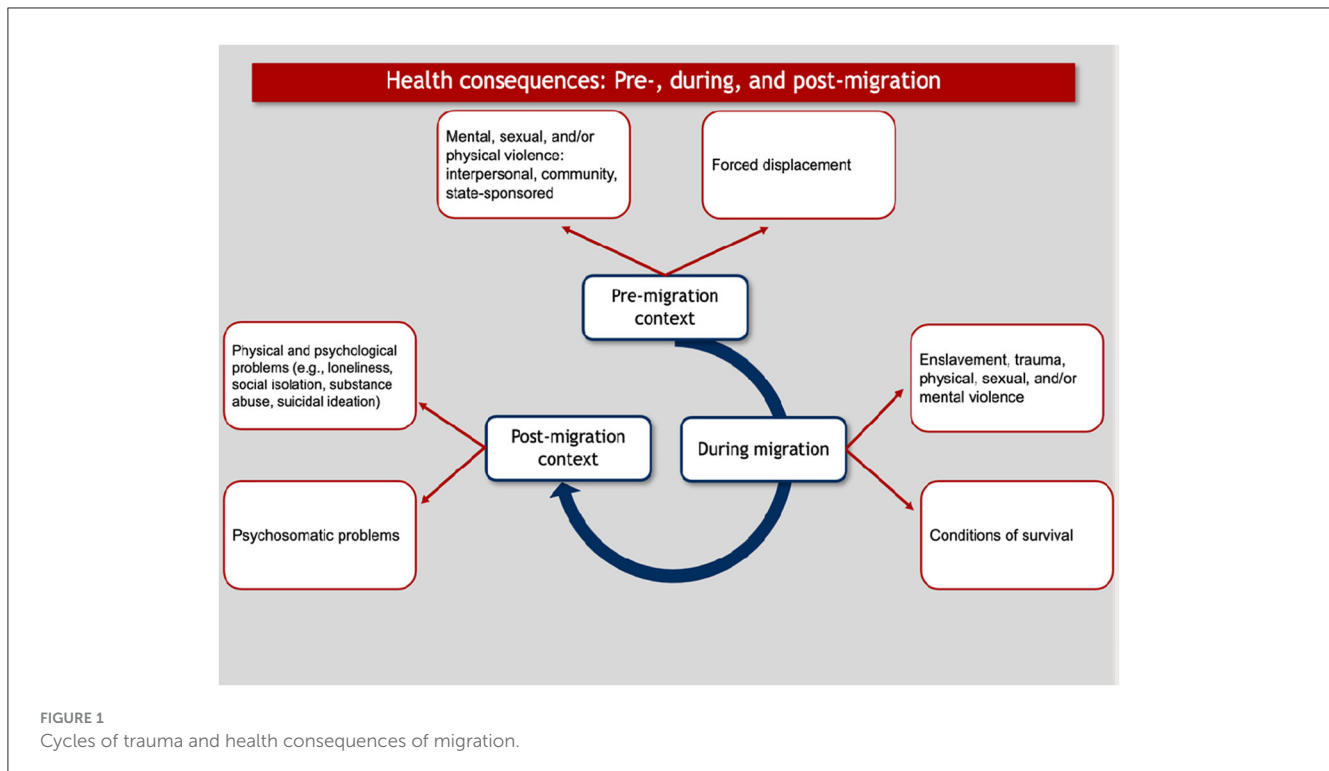 Health consequences: Pre-, during, and post-migration
Mental, sexual, and/or
physical violence:
interpersonal, community,
state-sponsored
Forced displacement
Pre-migration
context
Physical and psychological
problems (e.g., loneliness,
social isolation, substance
abuse, suicidal ideation)
Enslavement, trauma,
physical, sexual, and/or
mental violence
Post-migration
context
During migration
Psychosomatic problems
Conditions of survival
FIGURE 1
Cycles of trauma and health consequences of migration.